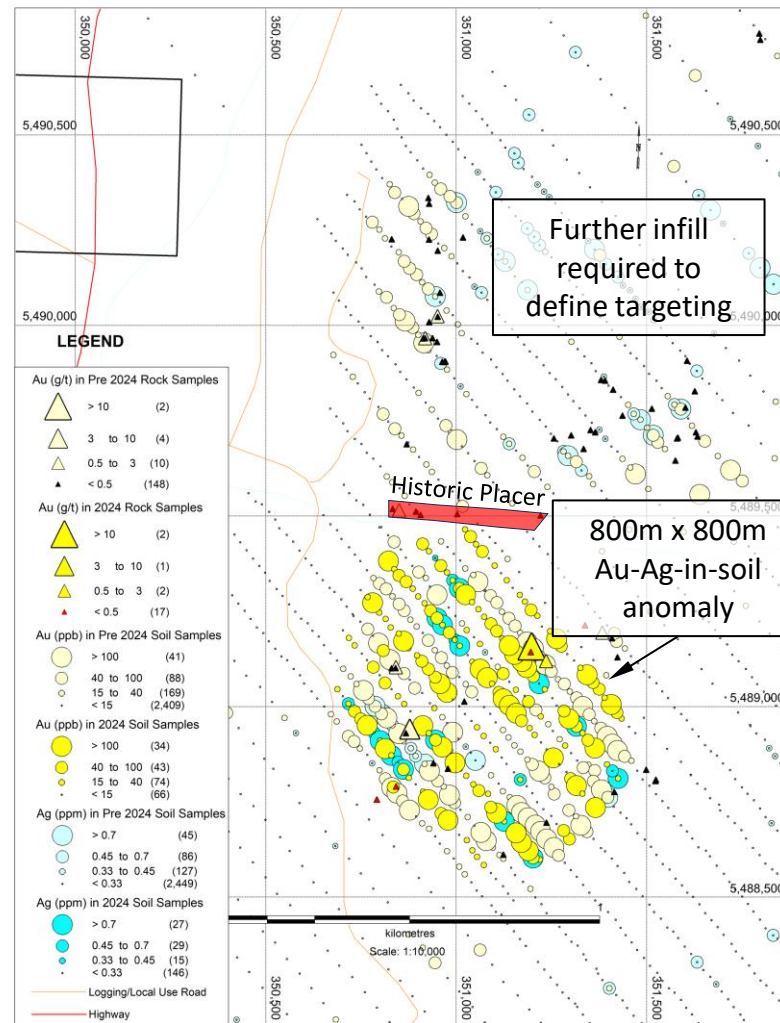 350,000
350,500
351,000
351,500
5,490,500
N
Further infill
required to
define targeting
5,490,000
LEGEND
Au (g/t) in Pre 2024 Rock Samples
> 10 (2)
3 to 10 (4)
0.5 to 3 (10)
< 0.5 (148)
Au (g/t) in 2024 Rock Samples
> 10 (2)
3 to 10 (1)
0.5 to 3 (2)
< 0.5 (17)
Au (ppb) in Pre 2024 Soil Samples
> 100 (41)
40 to 100 (88)
15 to 40 (169)
< 15 (2,409)
Au (ppb) in 2024 Soil Samples
> 100 (34)
40 to 100 (43)
15 to 40 (74)
< 15 (66)
Ag (ppm) in Pre 2024 Soil Samples
> 0.7 (45)
0.45 to 0.7 (86)
0.33 to 0.45 (127)
< 0.33 (2,449)
Ag (ppm) in 2024 Soil Samples
> 0.7 (27)
0.45 to 0.7 (29)
0.33 to 0.45 (15)
< 0.33 (146)
Logging/Local Use Road
Highway
Historic Placer
5,489,500
800m x 800m
Au-Ag-in-soil
anomaly
5,489,000
5,488,500
kilometres
Scale: 1:10,000
350,500
351,000
351,500